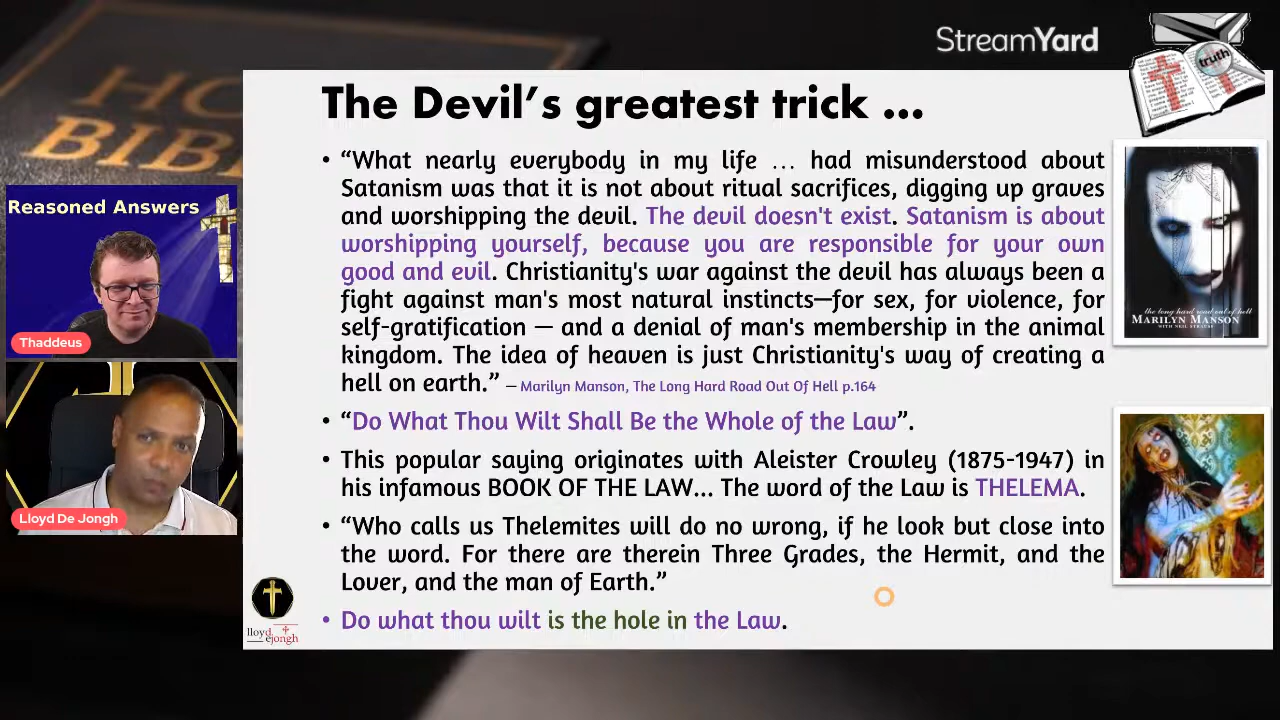 StreamYard
HO
BIB
truth
The Devil's greatest trick ...
• “What nearly everybody in my life … had misunderstood about
Satanism was that it is not about ritual sacrifices, digging up graves
and worshipping the devil. The devil doesn't exist. Satanism is about
worshipping yourself, because you are responsible for your own
good and evil. Christianity's war against the devil has always been a
fight against man's most natural instincts—for sex, for violence, for
self-gratification — and a denial of man's membership in the animal
kingdom. The idea of heaven is just Christianity's way of creating a
hell on earth.” — Marilyn Manson, The Long Hard Road Out Of Hell p.164
• “Do What Thou Wilt Shall Be the Whole of the Law”.
• This popular saying originates with Aleister Crowley (1875-1947) in
his infamous BOOK OF THE LAW... The word of the Law is THELEMA.
• “Who calls us Thelemites will do no wrong, if he look but close into
the word. For there are therein Three Grades, the Hermit, and the
Lover, and the man of Earth.”
• Do what thou wilt is the hole in the Law.
the long hard road out of hell
MARILYN MANSON
WITH NEIL STRAUSS
Reasoned Answers
Thaddeus
Lloyd De Jongh
lloyd
ejongh